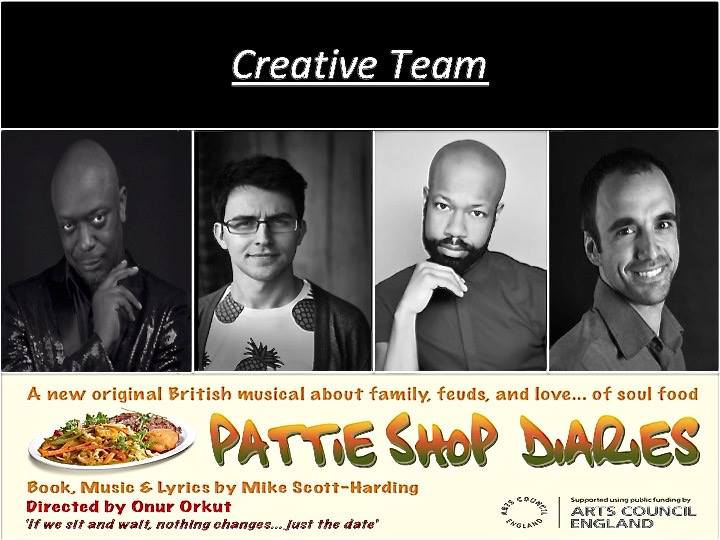 Creative Team
A new original British musical about family, feuds, and love... of soul food
PATTIE SHOP DIARIES
Book, Music & Lyrics by Mike Scott-Harding
Directed by Onur Orkut
'If we sit and wait, nothing changes.... just the date'
ARTS COUNCIL
ENGLAND
Supported using public funding by
ARTS COUNCIL
ENGLAND